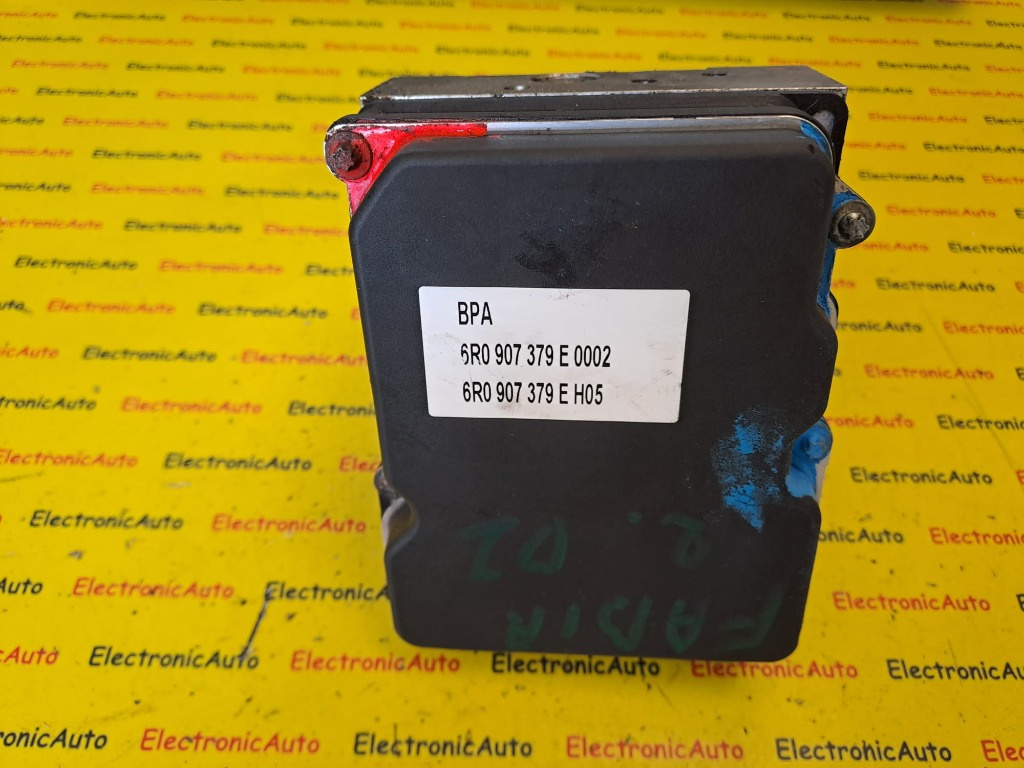 BPA
6R0 907 379 E 0002
6R0 907 379 E H05
FABIA
ElectronicAuto